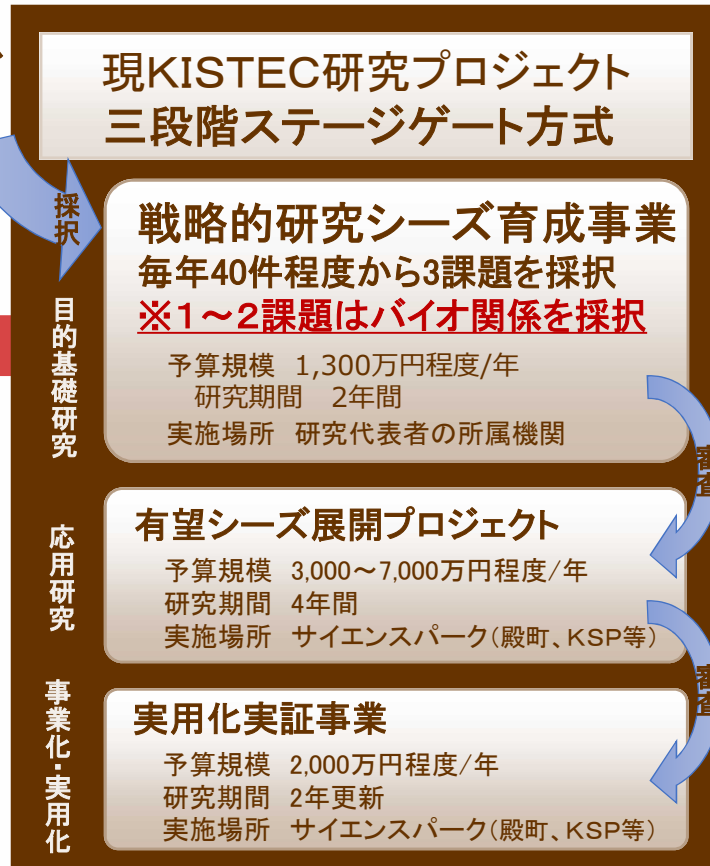 現KISTEC研究プロジェクト
三段階ステージゲート方式
採択
目的基礎研究
戦略的研究シーズ育成事業
毎年40件程度から3課題を採択
※1~2課題はバイオ関係を採択
予算規模 1,300万円程度/年
研究期間 2年間
実施場所 研究代表者の所属機関
審査
応用研究
有望シーズ展開プロジェクト
予算規模 3,000~7,000万円程度/年
研究期間 4年間
実施場所 サイエンスパーク(殿町、KSP等)
審査
事業化・実用化
実用化実証事業
予算規模 2,000万円程度/年
研究期間 2年更新
実施場所 サイエンスパーク(殿町、KSP等)